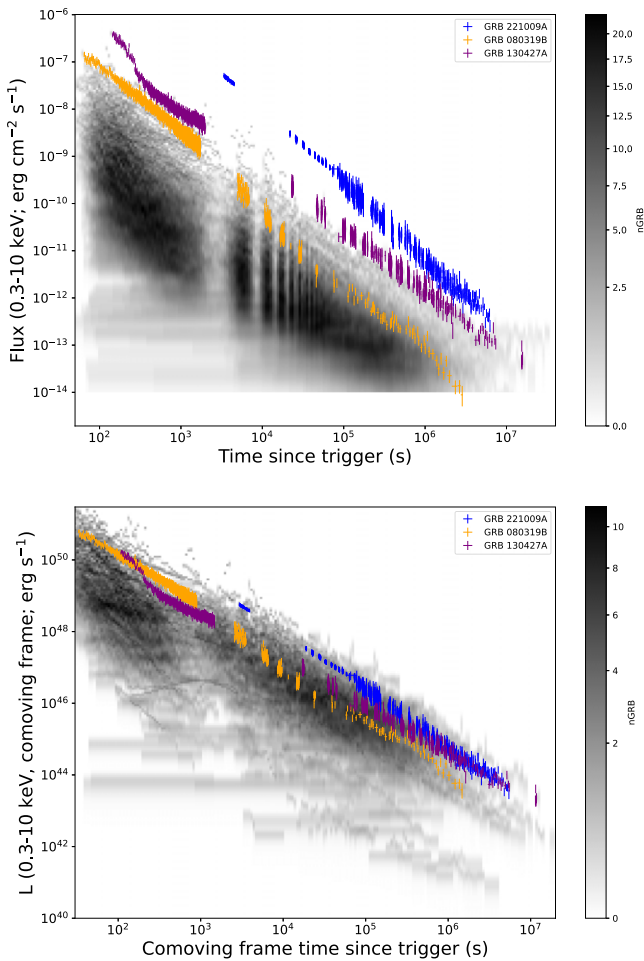 10⁻⁶
10⁻⁷
10⁻⁸
10⁻⁹
10⁻¹⁰
10⁻¹¹
10⁻¹²
10⁻¹³
10⁻¹⁴
Flux (0.3-10 keV; erg cm⁻² s⁻¹)
GRB 221009A
GRB 080319B
GRB 130427A
10² 10³ 10⁴ 10⁵ 10⁶ 10⁷
Time since trigger (s)
20.0
15.0
10.0
7.5
5.0
2.5
0.0
nGRB
10⁵⁰
10⁴⁸
10⁴⁶
10⁴⁴
10⁴²
10⁴⁰
L (0.3-10 keV, comoving frame; erg s⁻¹)
GRB 221009A
GRB 080319B
GRB 130427A
10² 10³ 10⁴ 10⁵ 10⁶ 10⁷
Comoving frame time since trigger (s)
10
8
6
4
2
0
nGRB